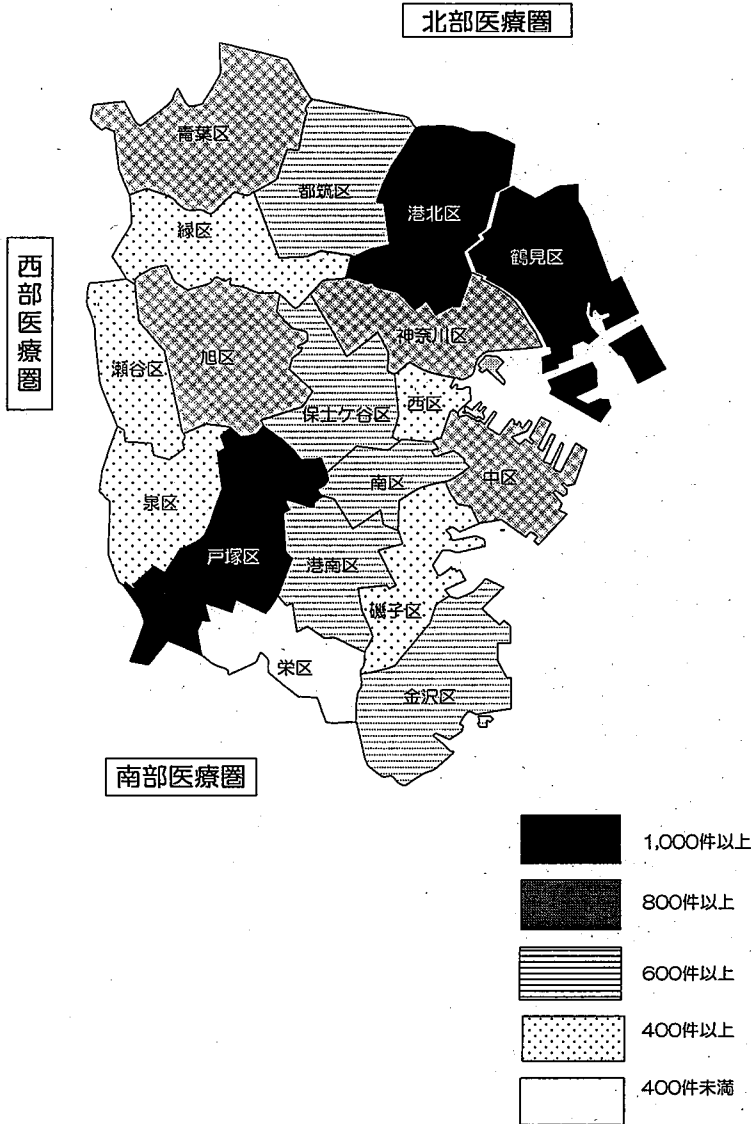 北部医療圏
青葉区
都筑区
港北区
緑区
鶴見区
西部医療圏
神奈川区
旭区
瀬谷区
西区
保土ケ谷区
中区
南区
泉区
戸塚区
港南区
磯子区
栄区
金沢区
南部医療圏
1,000件以上
800件以上
600件以上
400件以上
400件未満